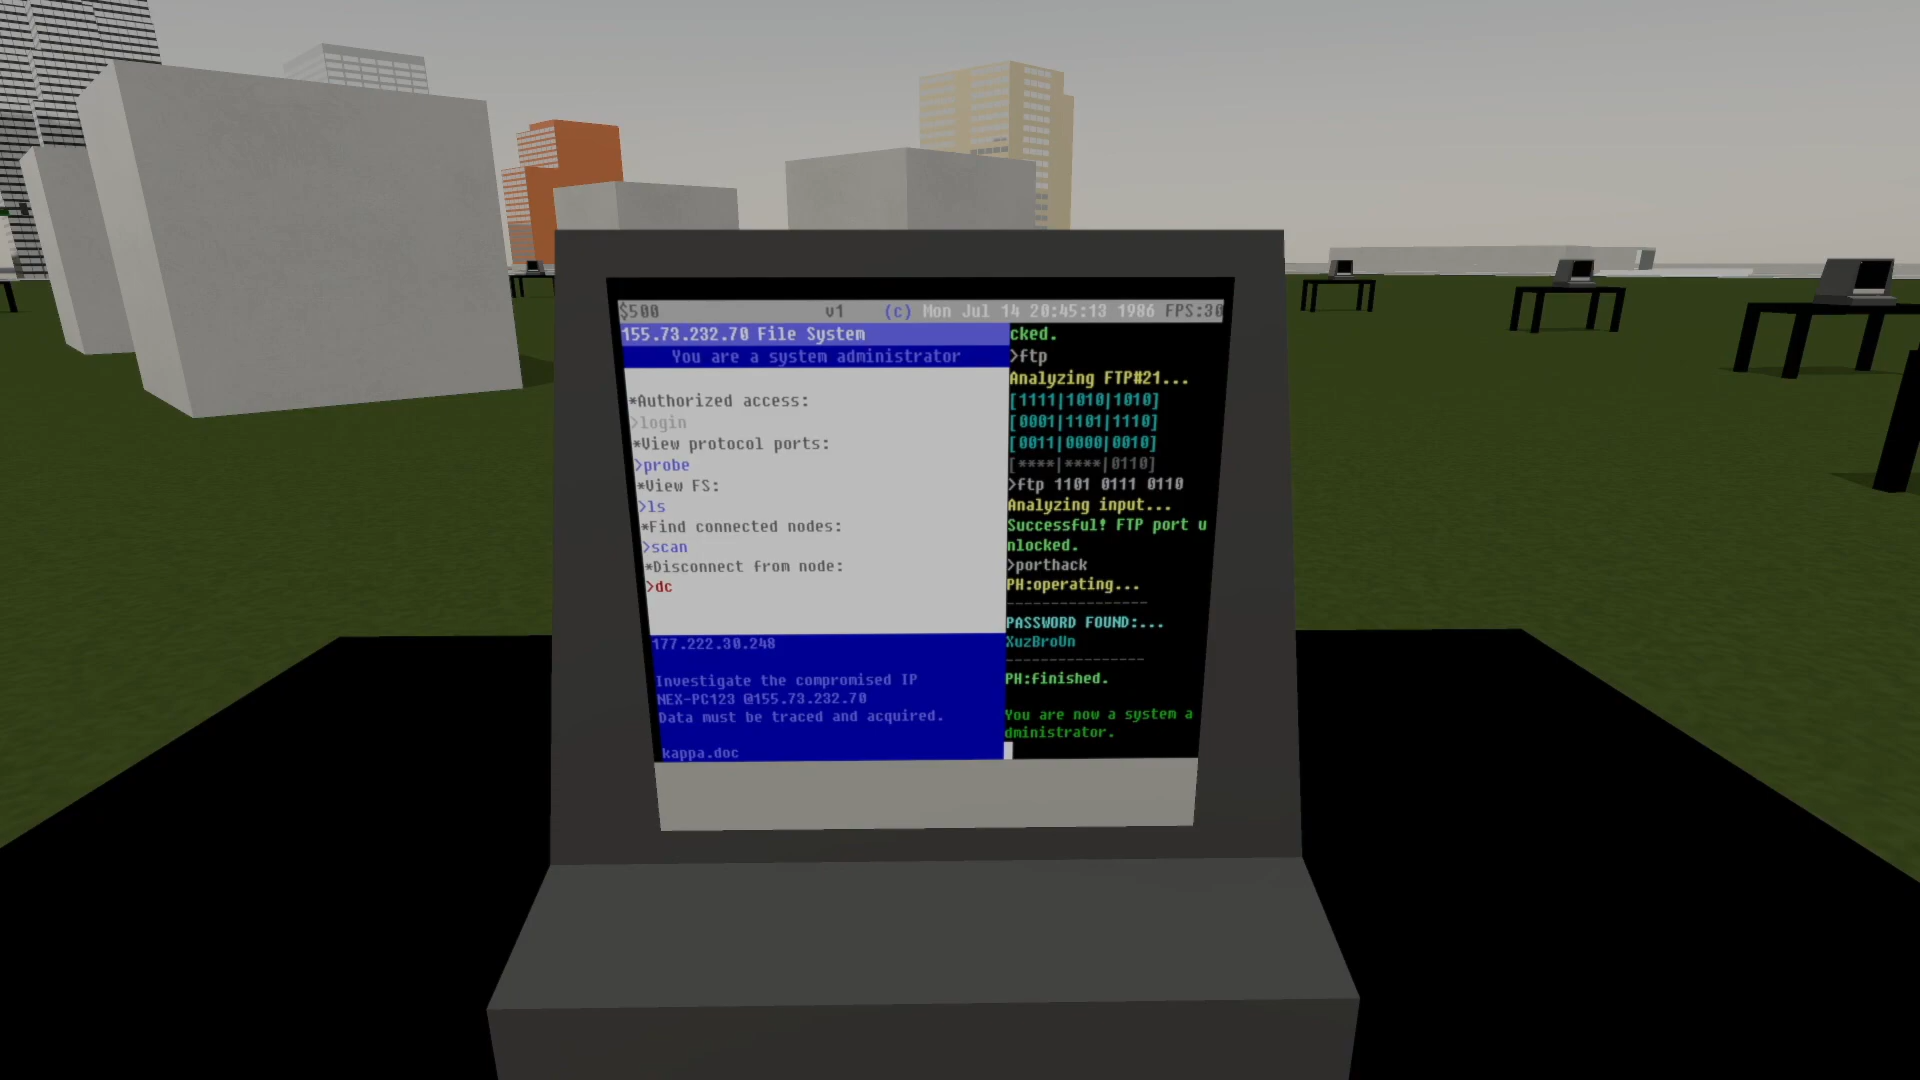 $500 v1 (c) Mon Jul 14 20:45:13 1986 FPS:30
155.73.232.70 File System
You are a system administrator
*Authorized access:
>login
*View protocol ports:
>probe
*View FS:
>ls
*Find connected nodes:
>scan
*Disconnect from node:
>dc
177.222.30.248
Investigate the compromised IP
NEX-PC123 @155.73.232.70
Data must be traced and acquired.
kappa.doc
cked.
>ftp
Analyzing FTP#21...
[1111|1010|1010]
[0001|1101|1110]
[0011|0000|0010]
[****|****|0110]
>ftp 1101 0111 0110
Analyzing input...
Successful! FTP port u
nlocked.
>porthack
PH:operating...
----------------
PASSWORD FOUND:...
XuzBroUn
----------------
PH:finished.
You are now a system a
dministrator.